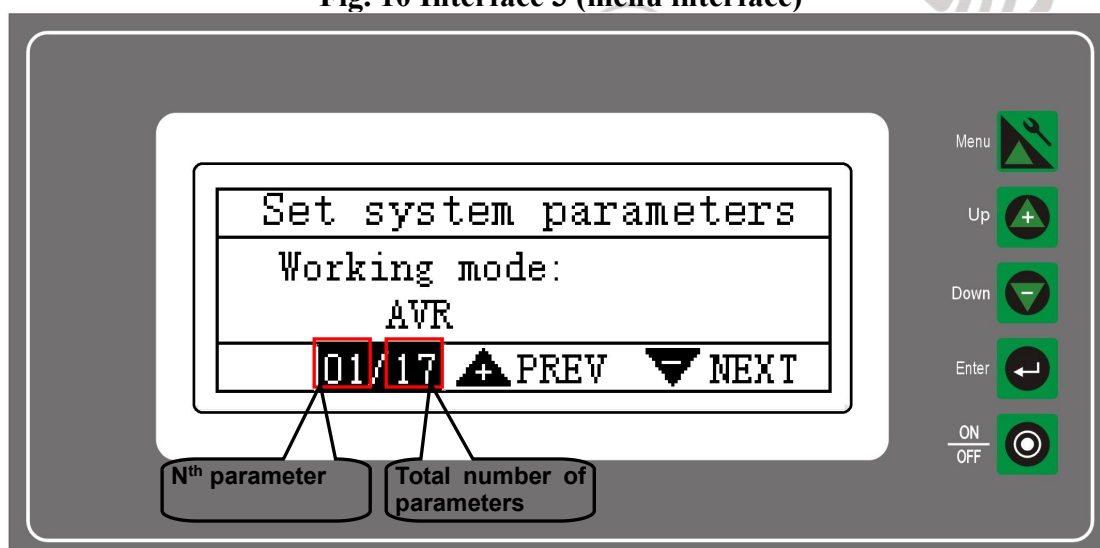 Fig. 10 Interface 3 (menu interface)
Set system parameters
Working mode:
AVR
01/17 + PREV - NEXT
Nth parameter
Total number of
parameters
Menu
Up
Down
Enter
ON
OFF